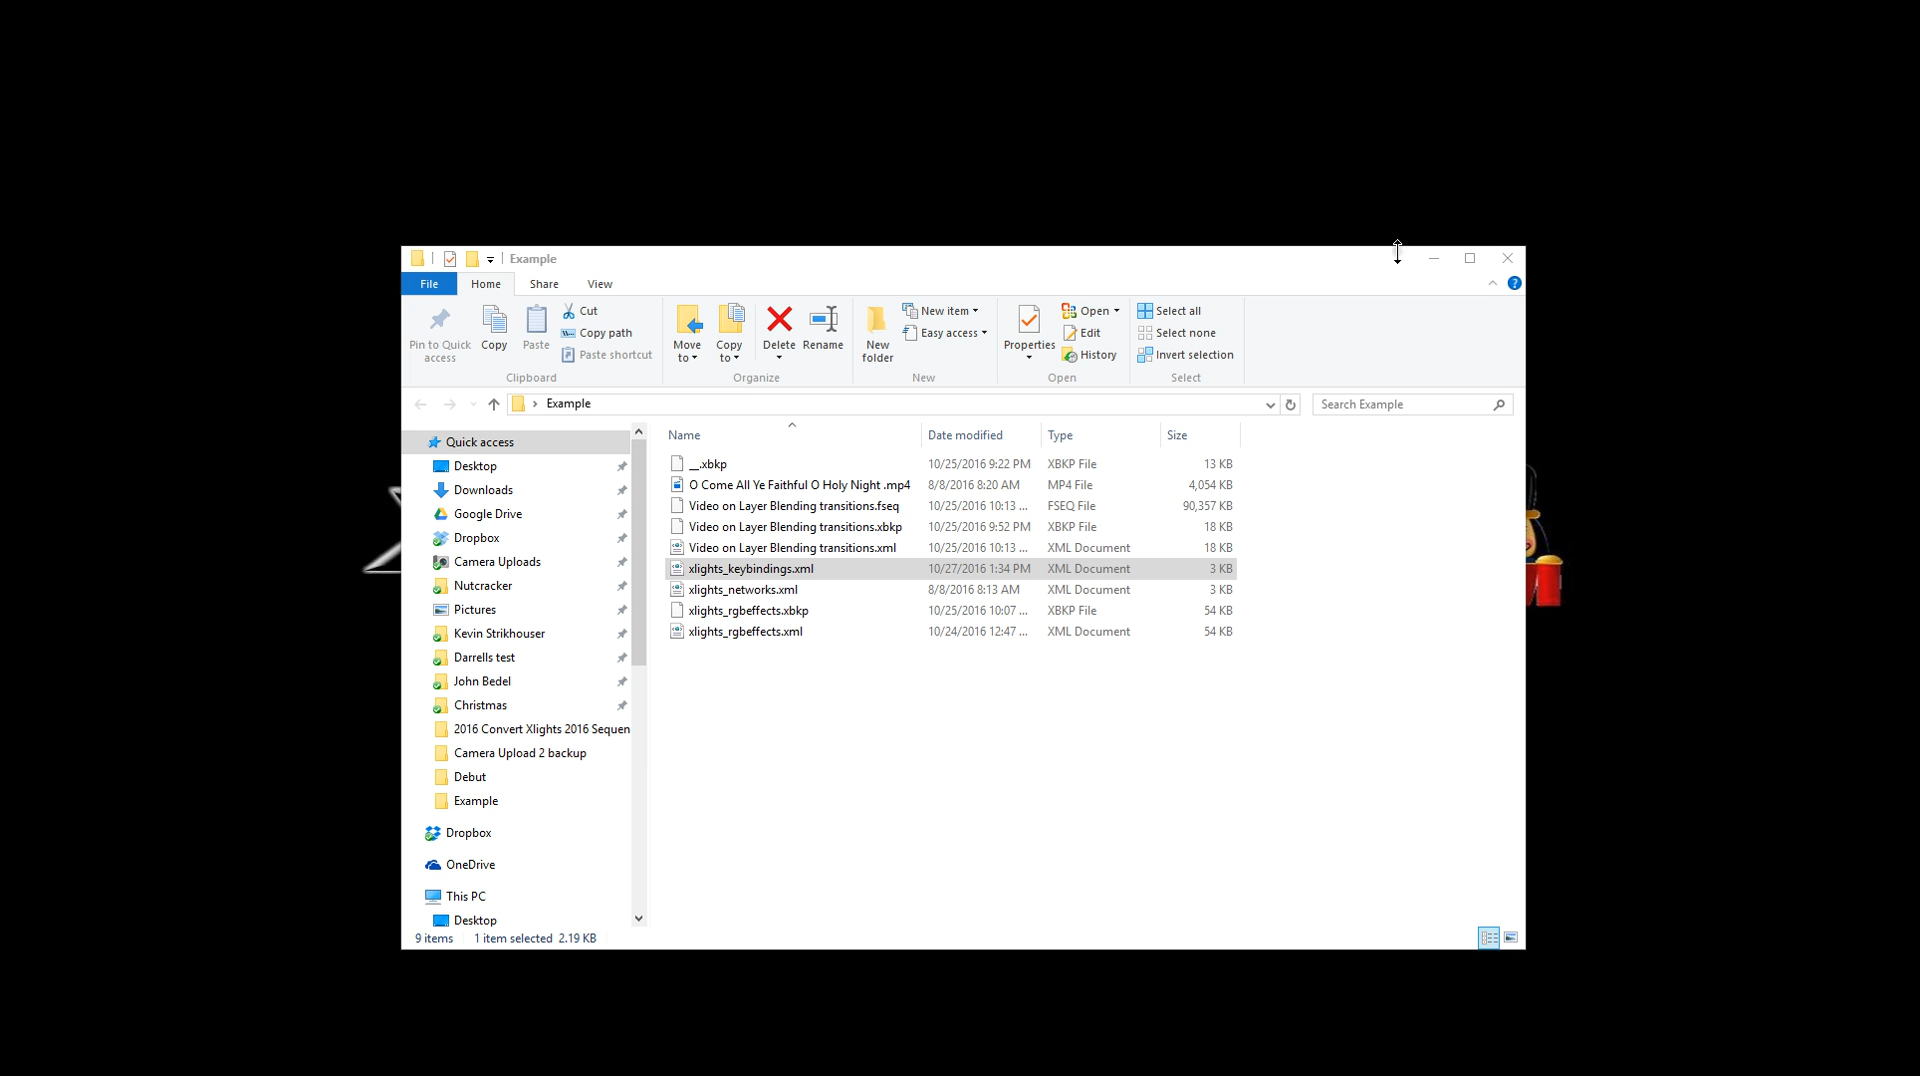 Example
File Home Share View
Pin to Quick access
Copy
Paste
Cut
Copy path
Paste shortcut
Clipboard
Move to
Copy to
Delete
Rename
Organize
New folder
New item
Easy access
New
Properties
Open
Edit
History
Open
Select all
Select none
Invert selection
Select
Example
Search Example
Quick access
Desktop
Downloads
Google Drive
Dropbox
Camera Uploads
Nutcracker
Pictures
Kevin Strikhouser
Darrells test
John Bedel
Christmas
2016 Convert Xlights 2016 Sequen
Camera Upload 2 backup
Debut
Example
Dropbox
OneDrive
This PC
Desktop
Name Date modified Type Size
__.xbkp 10/25/2016 9:22 PM XBKP File 13 KB
O Come All Ye Faithful O Holy Night .mp4 8/8/2016 8:20 AM MP4 File 4,054 KB
Video on Layer Blending transitions.fseq 10/25/2016 10:13 ... FSEQ File 90,357 KB
Video on Layer Blending transitions.xbkp 10/25/2016 9:52 PM XBKP File 18 KB
Video on Layer Blending transitions.xml 10/25/2016 10:13 ... XML Document 18 KB
xlights_keybindings.xml 10/27/2016 1:34 PM XML Document 3 KB
xlights_networks.xml 8/8/2016 8:13 AM XML Document 3 KB
xlights_rgbeffects.xbkp 10/25/2016 10:07 ... XBKP File 54 KB
xlights_rgbeffects.xml 10/24/2016 12:47 ... XML Document 54 KB
9 items 1 item selected 2.19 KB